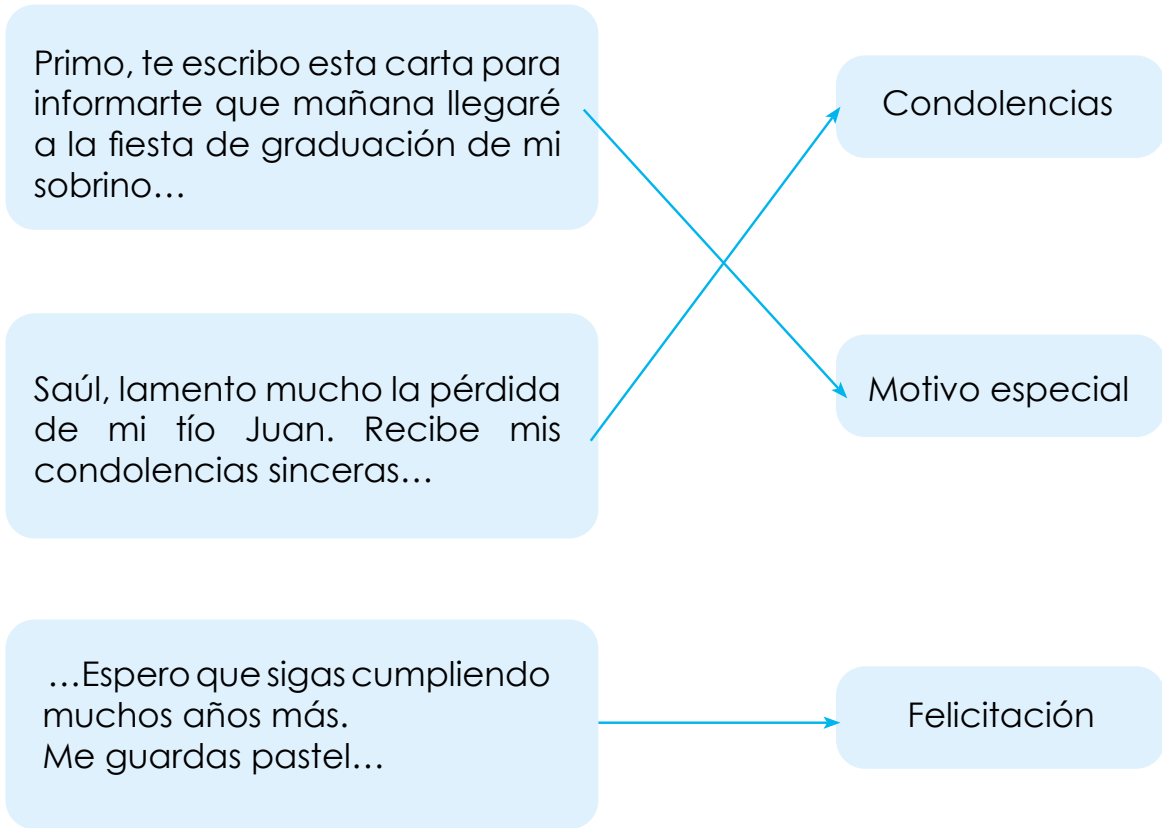 Primo, te escribo esta carta para
informarte que mañana llegaré
a la fiesta de graduación de mi
sobrino…
Condolencias
Saúl, lamento mucho la pérdida
de mi tío Juan. Recibe mis
condolencias sinceras…
Motivo especial
…Espero que sigas cumpliendo
muchos años más.
Me guardas pastel…
Felicitación